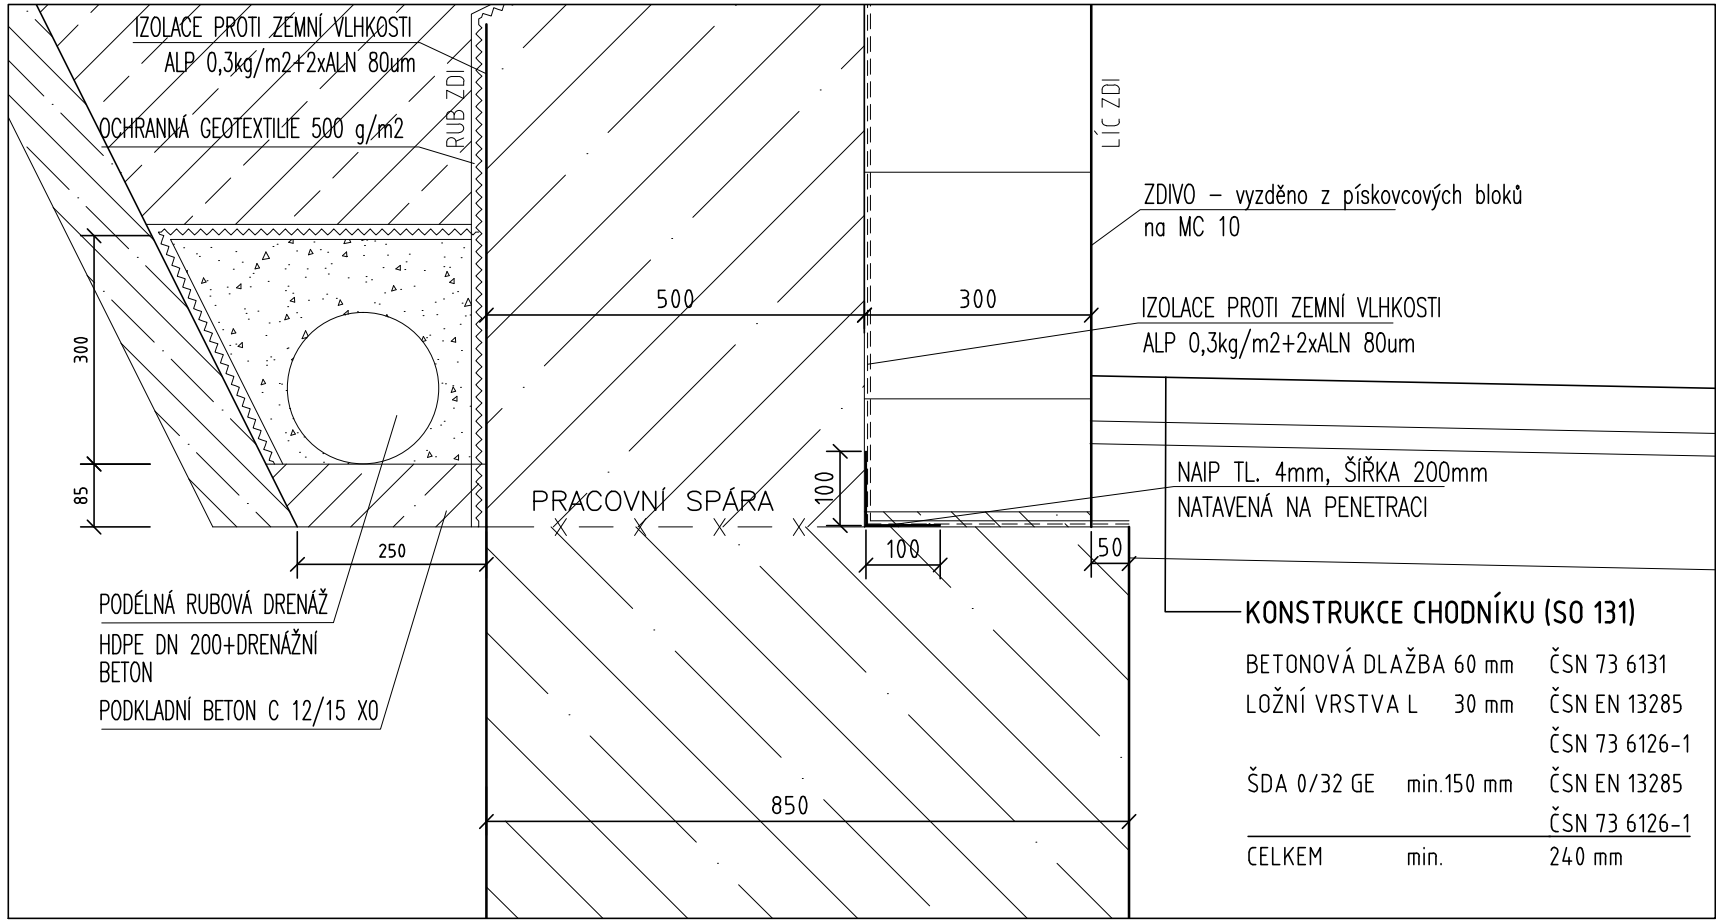 IZOLACE PROTI ZEMNÍ VLHKOSTI
ALP 0,3kg/m2+2xALN 80um
OCHRANNÁ GEOTEXTILIE 500 g/m2
RUB ZDI
LÍC ZDI
ZDIVO – vyzděno z pískovcových bloků
na MC 10
500
300
IZOLACE PROTI ZEMNÍ VLHKOSTI
ALP 0,3kg/m2+2xALN 80um
300
85
PRACOVNÍ SPÁRA
X X X X
100
NAIP TL. 4mm, ŠÍŘKA 200mm
NATAVENÁ NA PENETRACI
250
100
50
PODÉLNÁ RUBOVÁ DRENÁŽ
HDPE DN 200+DRENÁŽNÍ
BETON
PODKLADNÍ BETON C 12/15 X0
850
KONSTRUKCE CHODNÍKU (SO 131)
BETONOVÁ DLAŽBA 60 mm ČSN 73 6131
LOŽNÍ VRSTVA L 30 mm ČSN EN 13285
ČSN 73 6126-1
ŠDA 0/32 GE min.150 mm ČSN EN 13285
ČSN 73 6126-1
CELKEM min. 240 mm